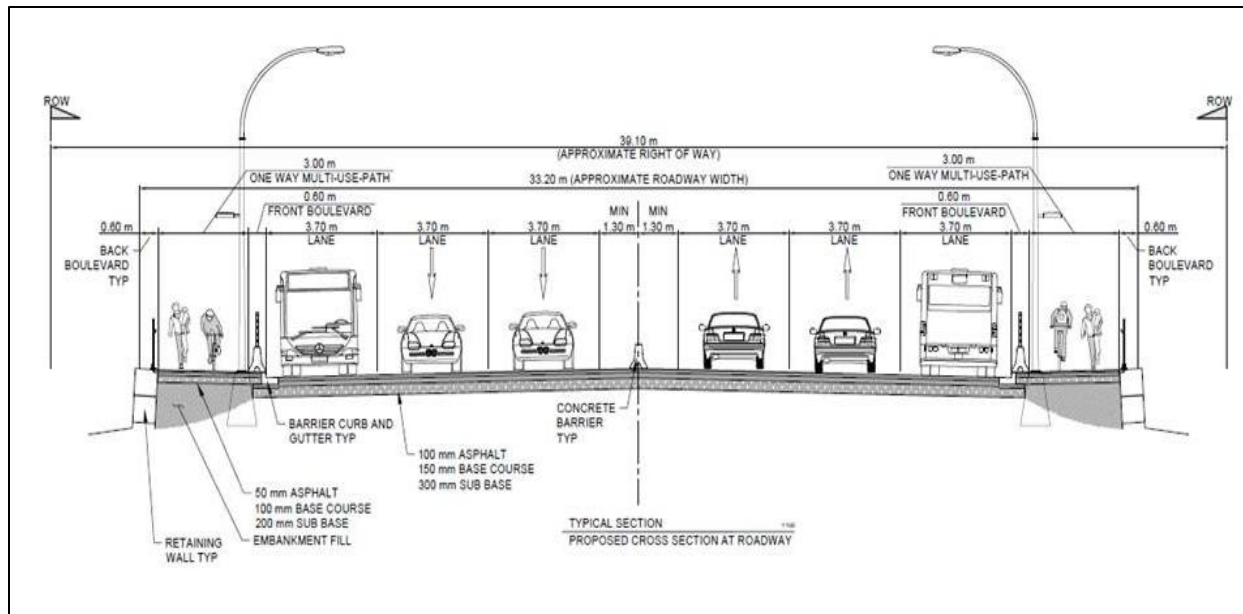 ROW
ROW
39.10 m
(APPROXIMATE RIGHT OF WAY)
3.00 m
ONE WAY MULTI-USE-PATH
3.00 m
ONE WAY MULTI-USE-PATH
33.20 m (APPROXIMATE ROADWAY WIDTH)
0.60 m
FRONT BOULEVARD
0.60 m
FRONT BOULEVARD
0.60 m
3.70 m
LANE
3.70 m
LANE
3.70 m
LANE
MIN
1.30 m
MIN
1.30 m
3.70 m
LANE
3.70 m
LANE
3.70 m
LANE
0.60 m
BACK
BOULEVARD
TYP
BACK
BOULEVARD
TYP
BARRIER CURB AND
GUTTER TYP
CONCRETE
BARRIER
TYP
100 mm ASPHALT
150 mm BASE COURSE
300 mm SUB BASE
50 mm ASPHALT
100 mm BASE COURSE
200 mm SUB BASE
EMBANKMENT FILL
RETAINING
WALL TYP
TYPICAL SECTION
PROPOSED CROSS SECTION AT ROADWAY